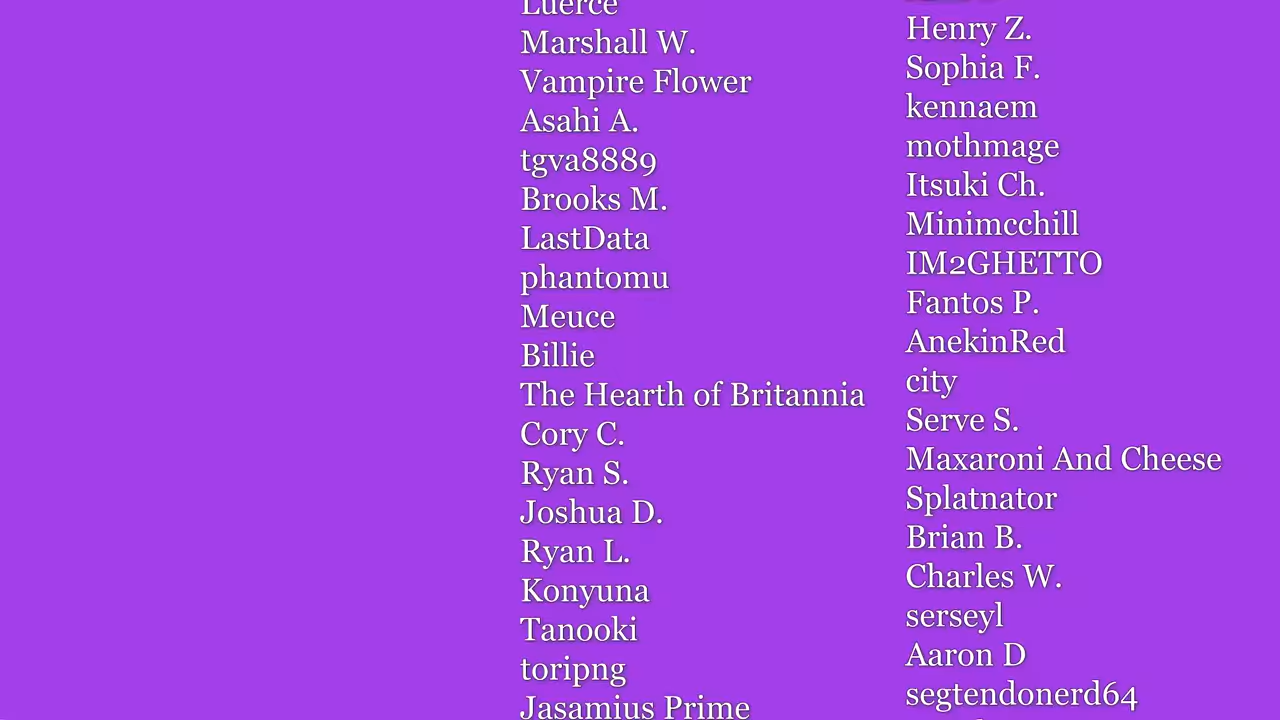 Luerce
Marshall W.
Vampire Flower
Asahi A.
tgva8889
Brooks M.
LastData
phantomu
Meuce
Billie
The Hearth of Britannia
Cory C.
Ryan S.
Joshua D.
Ryan L.
Konyuna
Tanooki
toripng
Jasamius Prime
Henry Z.
Sophia F.
kennaem
mothmage
Itsuki Ch.
Minimcchill
IM2GHETTO
Fantos P.
AnekinRed
city
Serve S.
Maxaroni And Cheese
Splatnator
Brian B.
Charles W.
serseyl
Aaron D
segtendonerd64